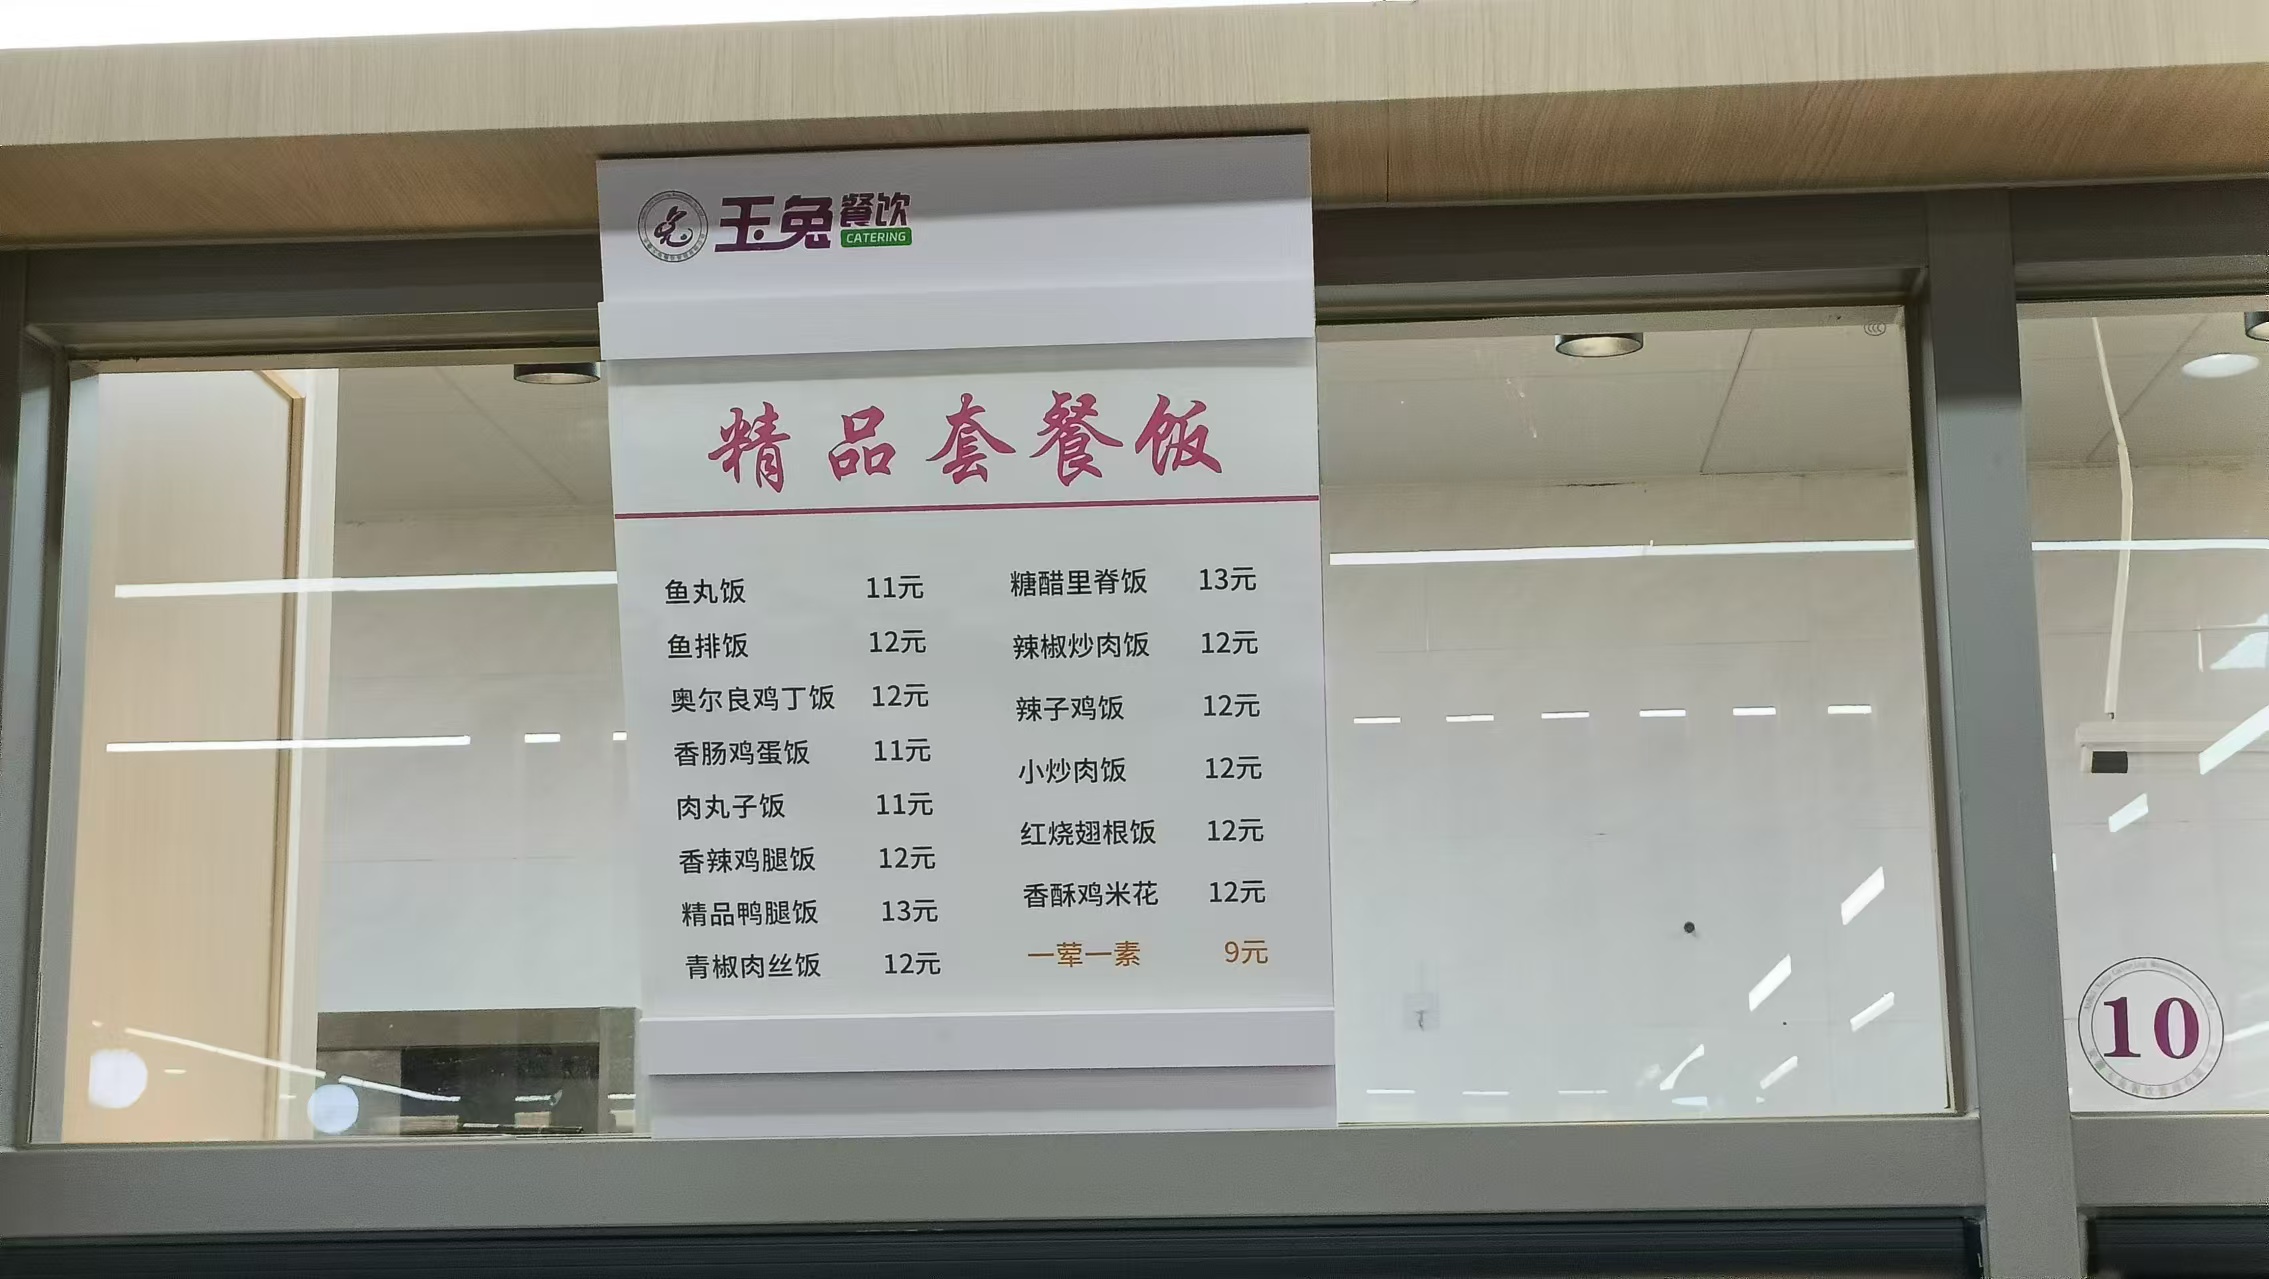 玉兔餐饮
CATERING
精品套餐饭
鱼丸饭 11元
鱼排饭 12元
奥尔良鸡丁饭 12元
香肠鸡蛋饭 11元
肉丸子饭 11元
香辣鸡腿饭 12元
精品鸭腿饭 13元
青椒肉丝饭 12元
糖醋里脊饭 13元
辣椒炒肉饭 12元
辣子鸡饭 12元
小炒肉饭 12元
红烧翅根饭 12元
香酥鸡米花 12元
一荤一素 9元
10